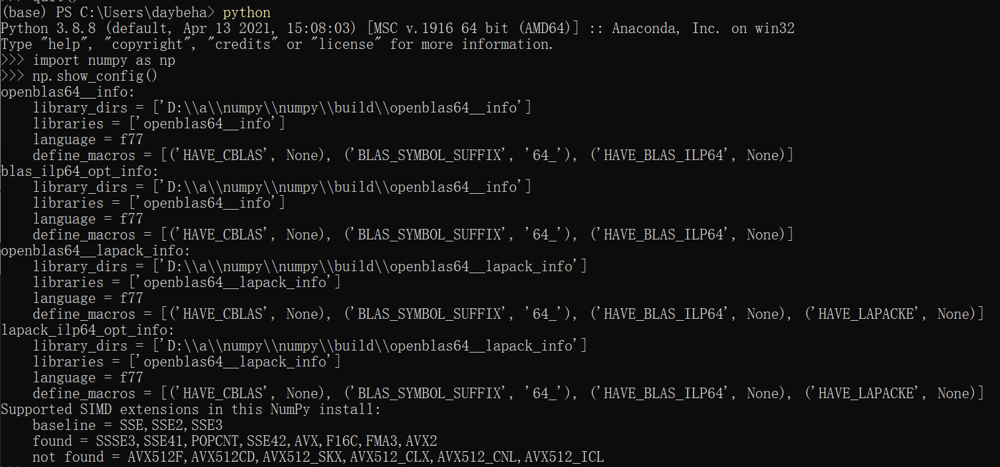 (base) PS C:\Users\daybeha> python
Python 3.8.8 (default, Apr 13 2021, 15:08:03) [MSC v.1916 64 bit (AMD64)] :: Anaconda, Inc. on win32
Type "help", "copyright", "credits" or "license" for more information.
>>> import numpy as np
>>> np.show_config()
openblas64__info:
    library_dirs = ['D:\\a\\numpy\\numpy\\build\\openblas64__info']
    libraries = ['openblas64__info']
    language = f77
    define_macros = [('HAVE_CBLAS', None), ('BLAS_SYMBOL_SUFFIX', '64_'), ('HAVE_BLAS_ILP64', None)]
blas_ilp64_opt_info:
    library_dirs = ['D:\\a\\numpy\\numpy\\build\\openblas64__info']
    libraries = ['openblas64__info']
    language = f77
    define_macros = [('HAVE_CBLAS', None), ('BLAS_SYMBOL_SUFFIX', '64_'), ('HAVE_BLAS_ILP64', None)]
openblas64__lapack_info:
    library_dirs = ['D:\\a\\numpy\\numpy\\build\\openblas64__lapack_info']
    libraries = ['openblas64__lapack_info']
    language = f77
    define_macros = [('HAVE_CBLAS', None), ('BLAS_SYMBOL_SUFFIX', '64_'), ('HAVE_BLAS_ILP64', None), ('HAVE_LAPACKE', None)]
lapack_ilp64_opt_info:
    library_dirs = ['D:\\a\\numpy\\numpy\\build\\openblas64__lapack_info']
    libraries = ['openblas64__lapack_info']
    language = f77
    define_macros = [('HAVE_CBLAS', None), ('BLAS_SYMBOL_SUFFIX', '64_'), ('HAVE_BLAS_ILP64', None), ('HAVE_LAPACKE', None)]
Supported SIMD extensions in this NumPy install:
    baseline = SSE,SSE2,SSE3
    found = SSSE3,SSE41,POPCNT,SSE42,AVX,F16C,FMA3,AVX2
    not found = AVX512F,AVX512CD,AVX512_SKX,AVX512_CLX,AVX512_CNL,AVX512_ICL